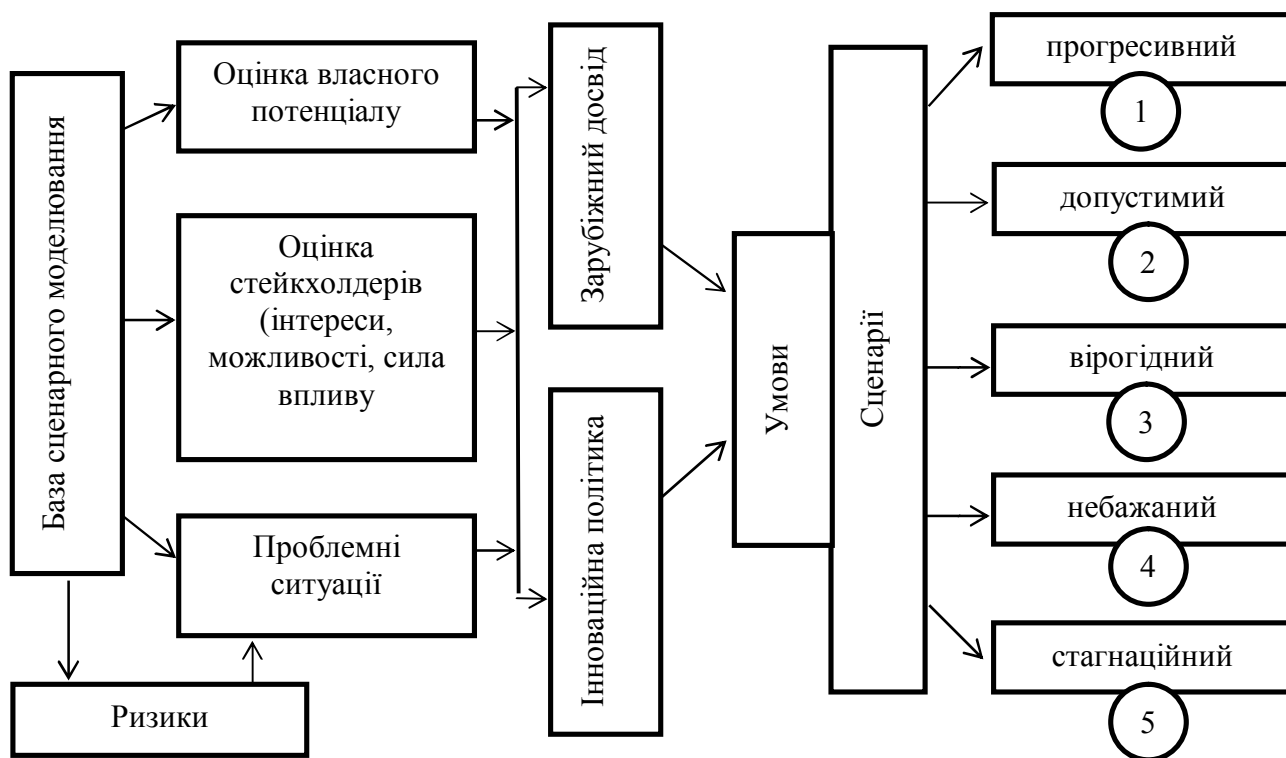 База сценарного моделювання
Оцінка власного
потенціалу
Оцінка
стейкхолдерів
(інтереси,
можливості, сила
впливу
Проблемні
ситуації
Ризики
Зарубіжний досвід
Інноваційна політика
Умови
Сценарії
прогресивний
1
допустимий
2
вірогідний
3
небажаний
4
стагнаційний
5